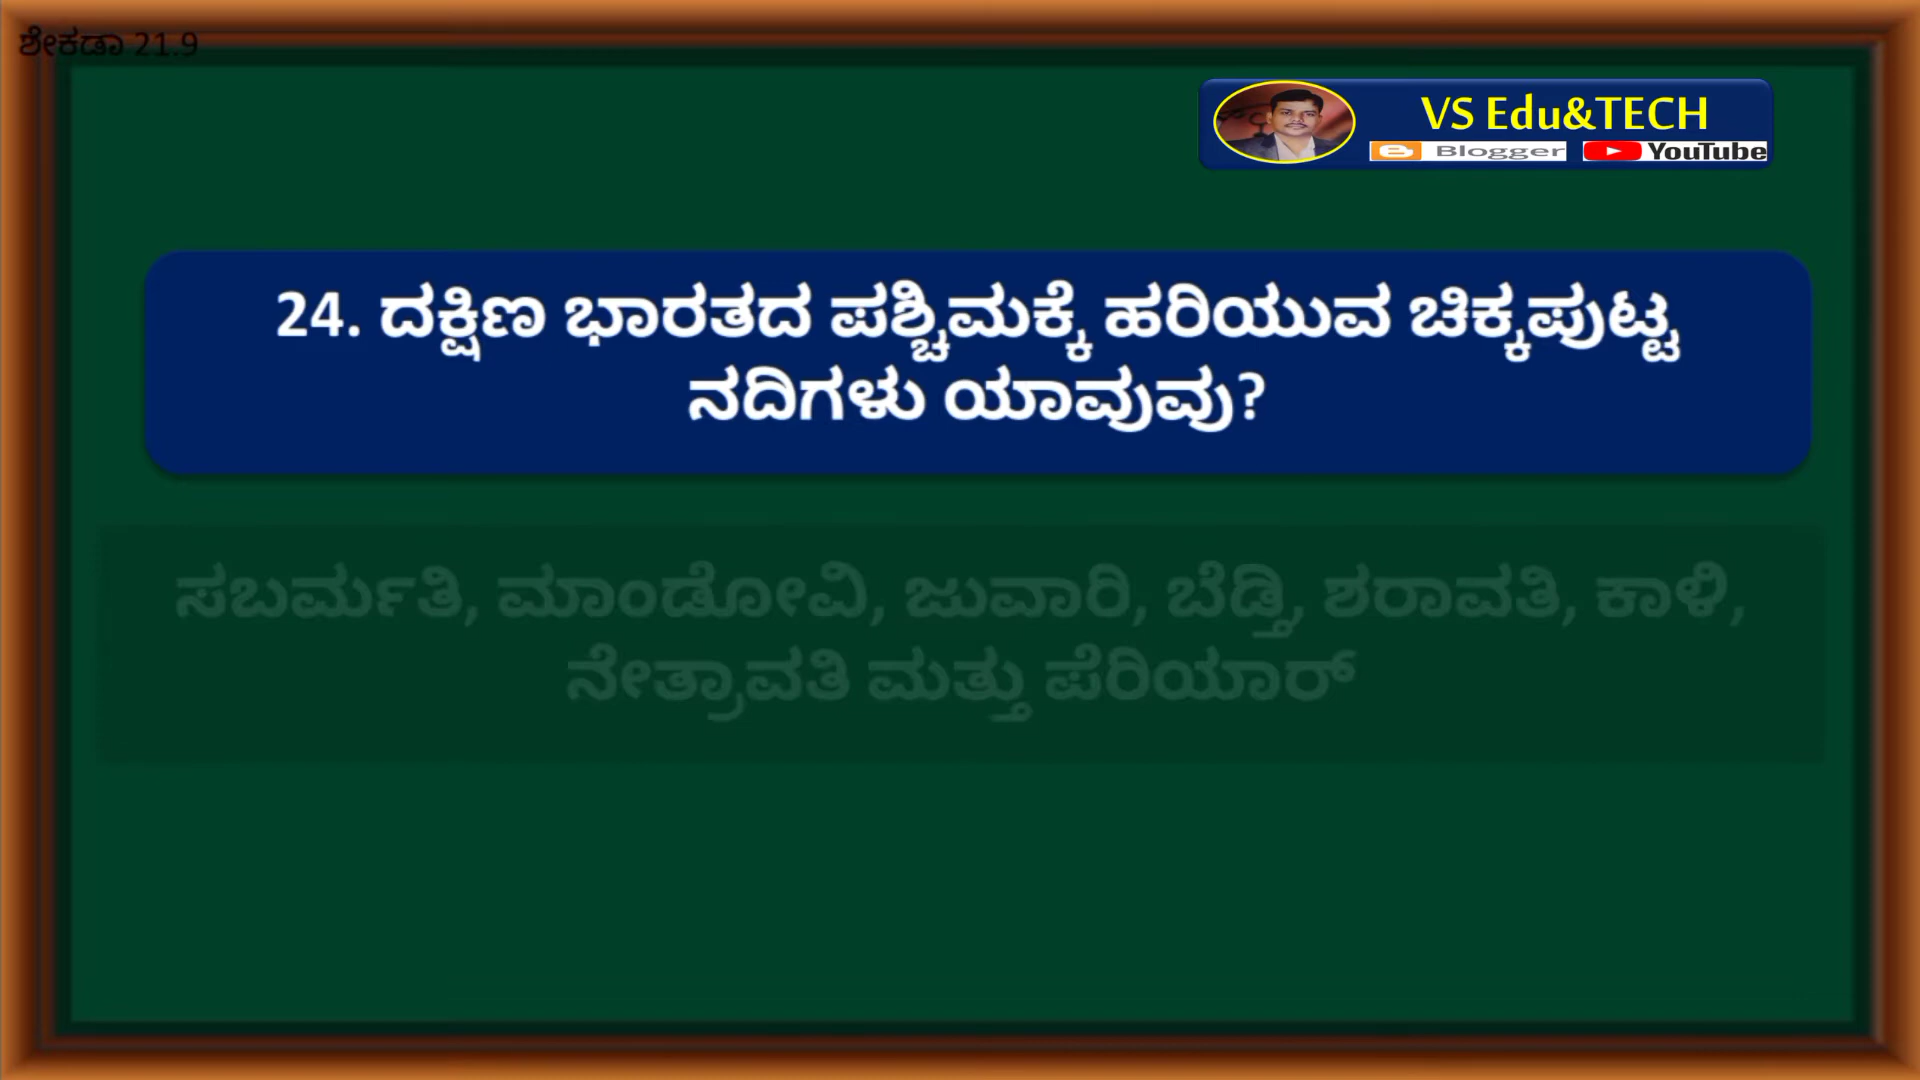 ಶೇಕಡಾ 21.9
VS Edu&TECH
Blogger YouTube
24. ದಕ್ಷಿಣ ಭಾರತದ ಪಶ್ಚಿಮಕ್ಕೆ ಹರಿಯುವ ಚಿಕ್ಕಪುಟ್ಟ
ನದಿಗಳು ಯಾವುವು?
ಸಬರ್ಮತಿ, ಮಾಂಡೋವಿ, ಜುವಾರಿ, ಬೆಡ್ತಿ, ಶರಾವತಿ, ಕಾಳಿ,
ನೇತ್ರಾವತಿ ಮತ್ತು ಪೆರಿಯಾರ್